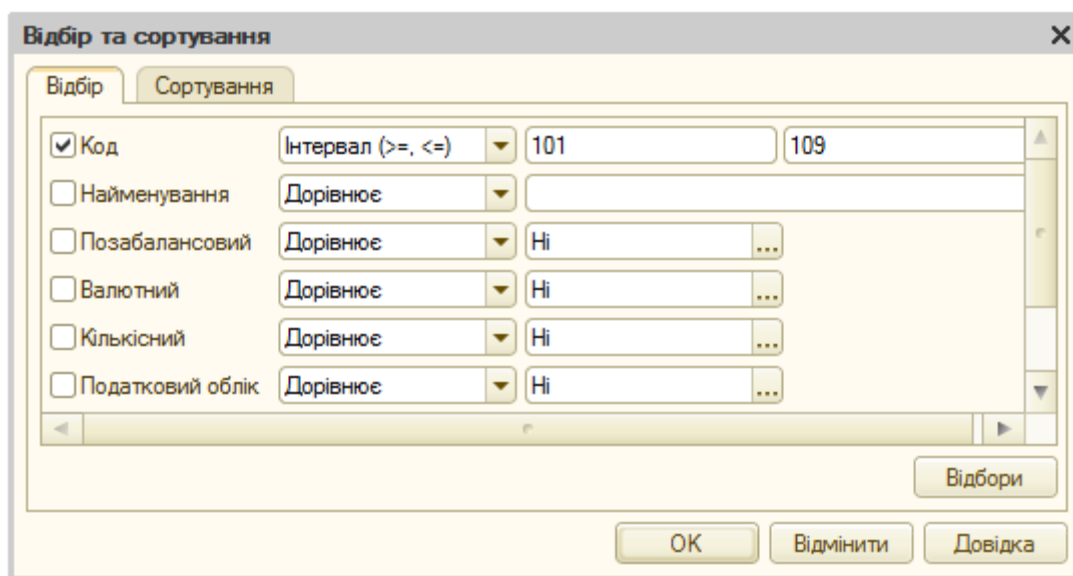 Відбір та сортування
Відбір Сортування
Код Інтервал (>=, <=) 101 109
Найменування Дорівнює
Позабалансовий Дорівнює Ні ...
Валютний Дорівнює Ні ...
Кількісний Дорівнює Ні ...
Податковий облік Дорівнює Ні ...
Відбори
OK Відмінити Довідка